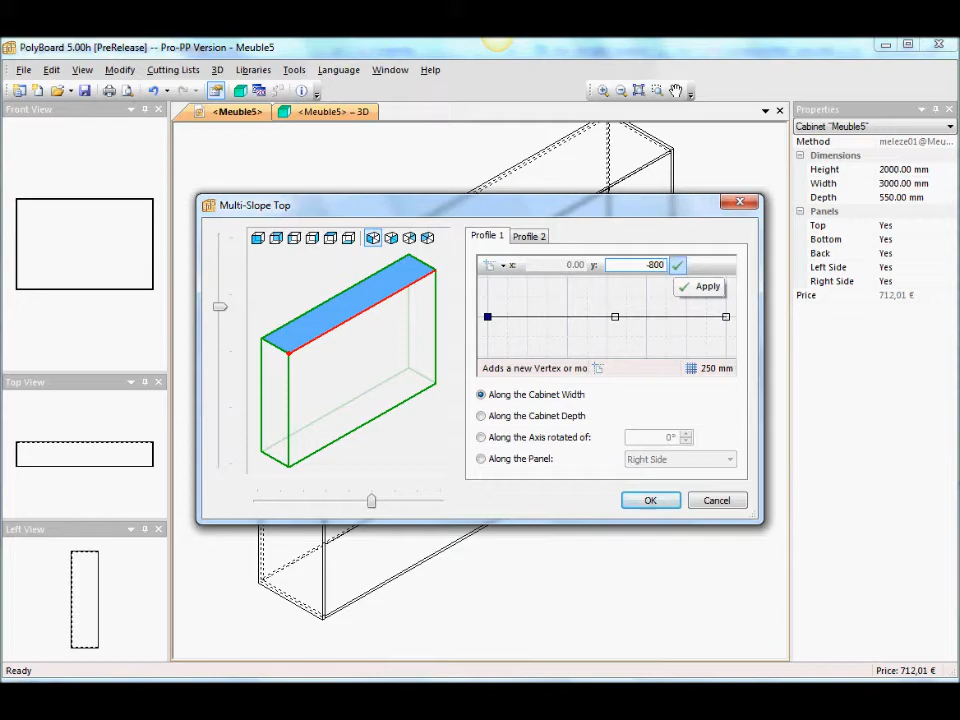 PolyBoard 5.00h [PreRelease] -- Pro-PP Version - Meuble5
File Edit View Modify Cutting Lists 3D Libraries Tools Language Window Help
Front View
<Meuble5>
<Meuble5> – 3D
Properties
Cabinet "Meuble5"
Method meleze01@Meu...
Dimensions
Height 2000.00 mm
Width 3000.00 mm
Depth 550.00 mm
Panels
Top Yes
Bottom Yes
Back Yes
Left Side Yes
Right Side Yes
Price 712,01 €
Multi-Slope Top
Profile 1 Profile 2
x: 0.00 y: -800
Apply
Adds a new Vertex or mo
250 mm
Along the Cabinet Width
Along the Cabinet Depth
Along the Axis rotated of: 0°
Along the Panel: Right Side
OK Cancel
Top View
Left View
Ready
Price: 712,01 €